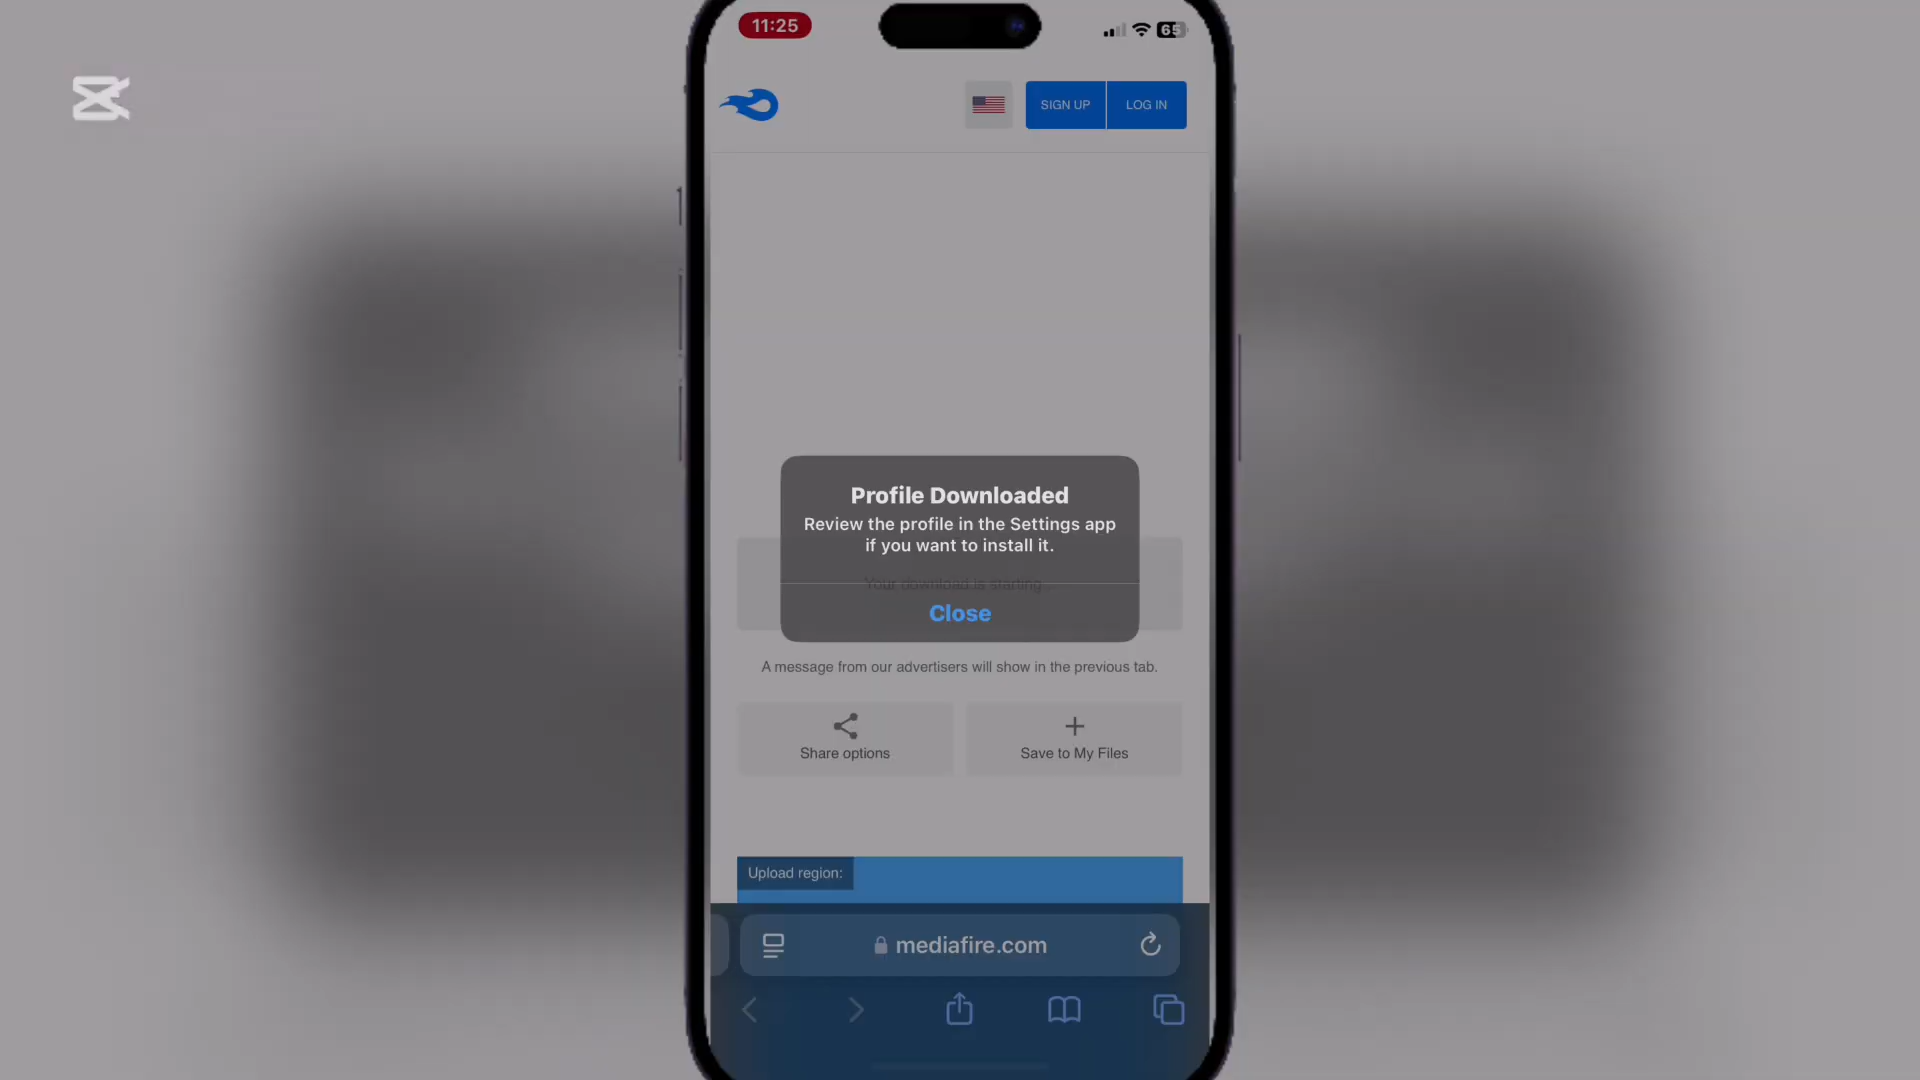 11:25
65
SIGN UP
LOG IN
Profile Downloaded
Review the profile in the Settings app
if you want to install it.
Your download is starting...
Close
A message from our advertisers will show in the previous tab.
Share options
Save to My Files
Upload region:
mediafire.com